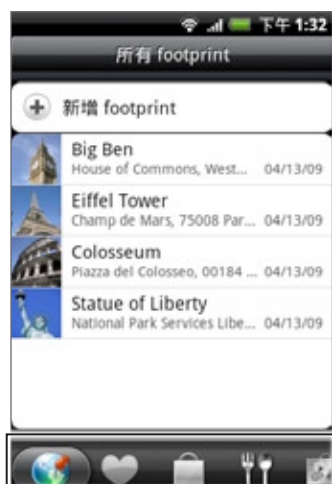 下午 1:32
所有 footprint
新增 footprint
Big Ben
House of Commons, West... 04/13/09
Eiffel Tower
Champ de Mars, 75008 Par... 04/13/09
Colosseum
Piazza del Colosseo, 00184 ... 04/13/09
Statue of Liberty
National Park Services Libe... 04/13/09